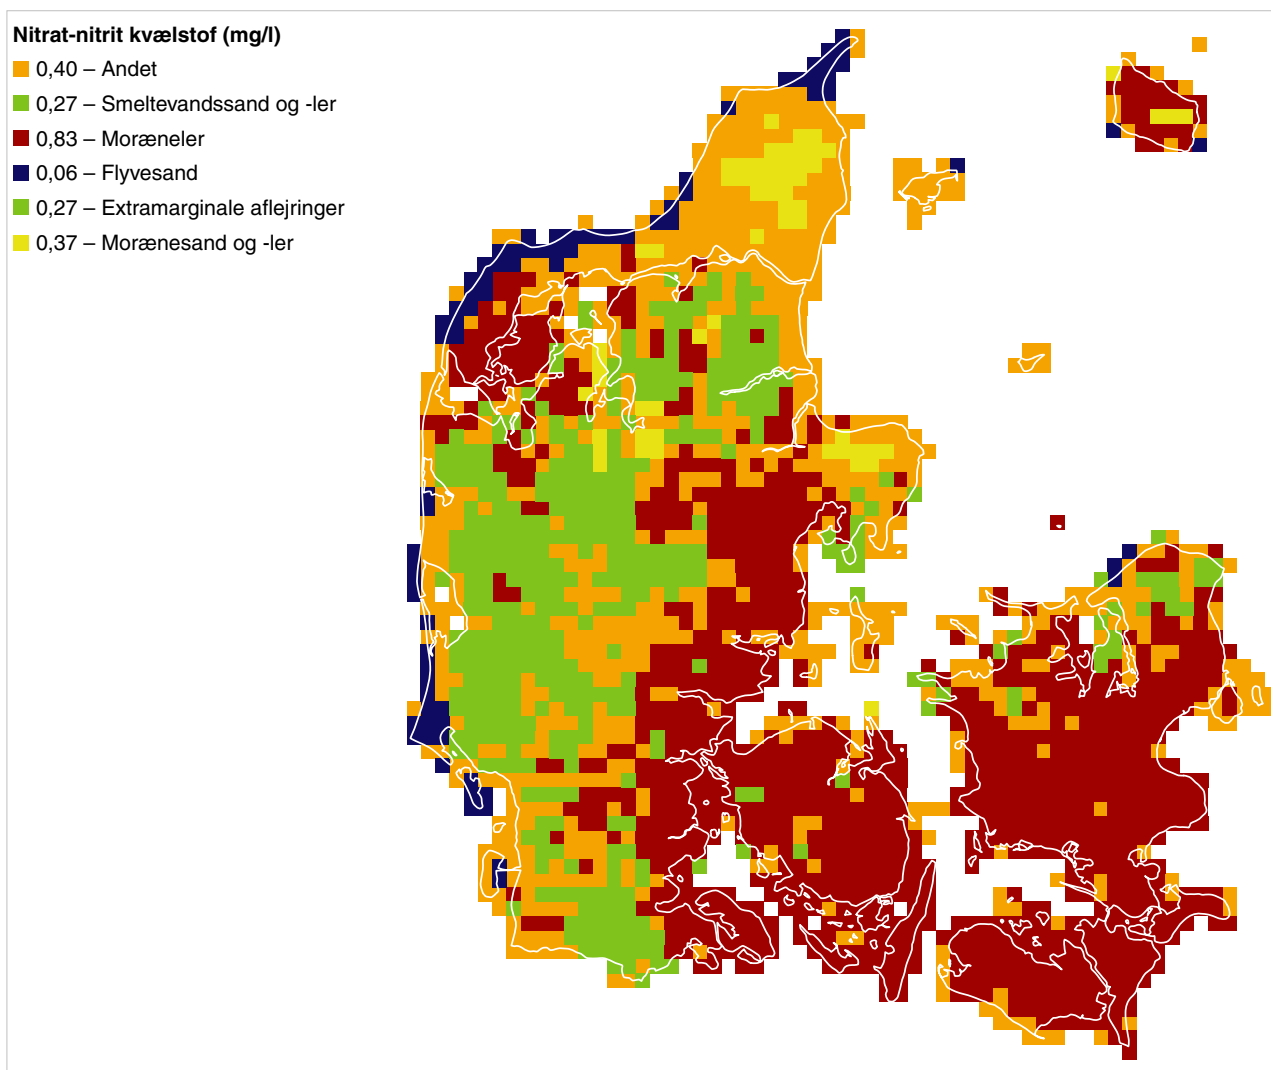 Nitrat-nitrit kvælstof (mg/l)
0,40 – Andet
0,27 – Smeltevandssand og -ler
0,83 – Moræneler
0,06 – Flyvesand
0,27 – Extramarginale aflejringer
0,37 – Morænesand og -ler